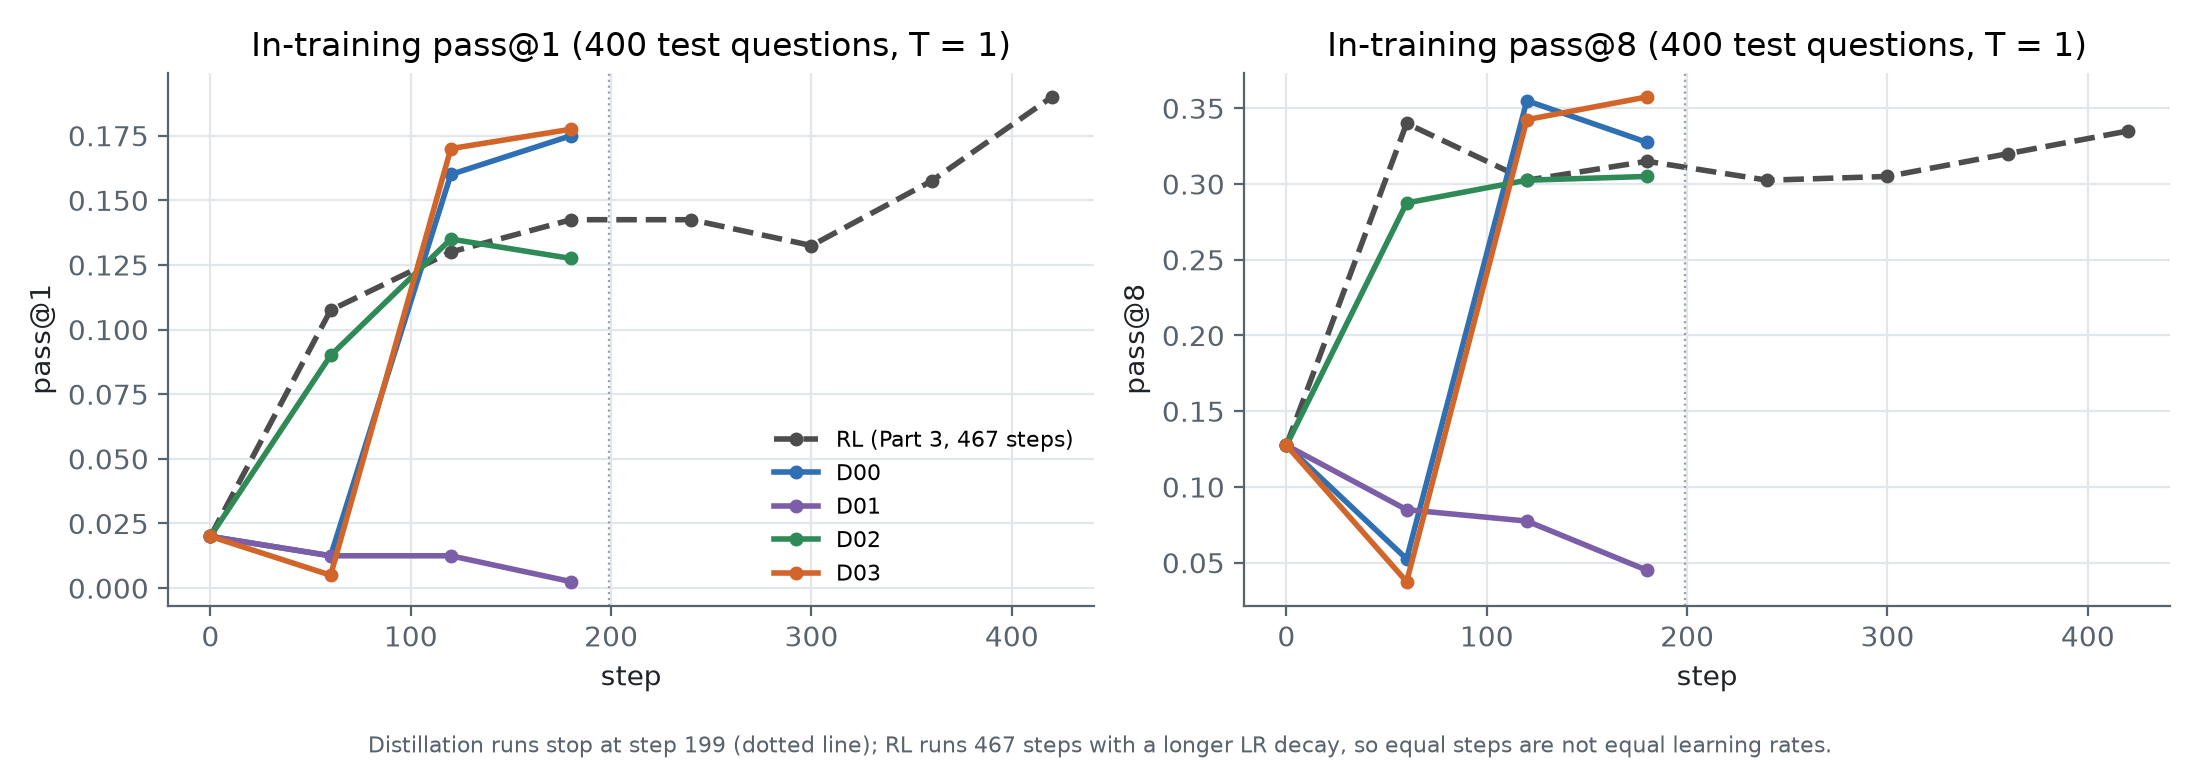 In-training pass@1 (400 test questions, T = 1)
pass@1
0.175
0.150
0.125
0.100
0.075
0.050
0.025
0.000
RL (Part 3, 467 steps)
D00
D01
D02
D03
0 100 200 300 400
step
In-training pass@8 (400 test questions, T = 1)
pass@8
0.35
0.30
0.25
0.20
0.15
0.10
0.05
0 100 200 300 400
step
Distillation runs stop at step 199 (dotted line); RL runs 467 steps with a longer LR decay, so equal steps are not equal learning rates.